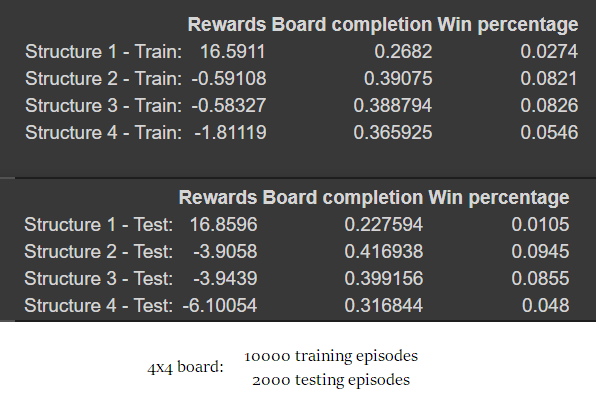 Rewards Board completion Win percentage
Structure 1 - Train: 16.5911 0.2682 0.0274
Structure 2 - Train: -0.59108 0.39075 0.0821
Structure 3 - Train: -0.58327 0.388794 0.0826
Structure 4 - Train: -1.81119 0.365925 0.0546
Rewards Board completion Win percentage
Structure 1 - Test: 16.8596 0.227594 0.0105
Structure 2 - Test: -3.9058 0.416938 0.0945
Structure 3 - Test: -3.9439 0.399156 0.0855
Structure 4 - Test: -6.10054 0.316844 0.048
4x4 board:
10000 training episodes
2000 testing episodes